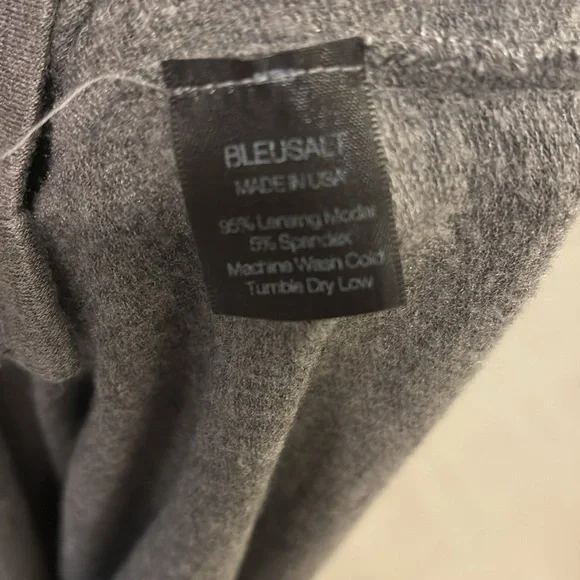 BLEUSALT
MADE IN USA
95% Lenzing Modal
5% Spandex
Machine Wash Cold
Tumble Dry Low